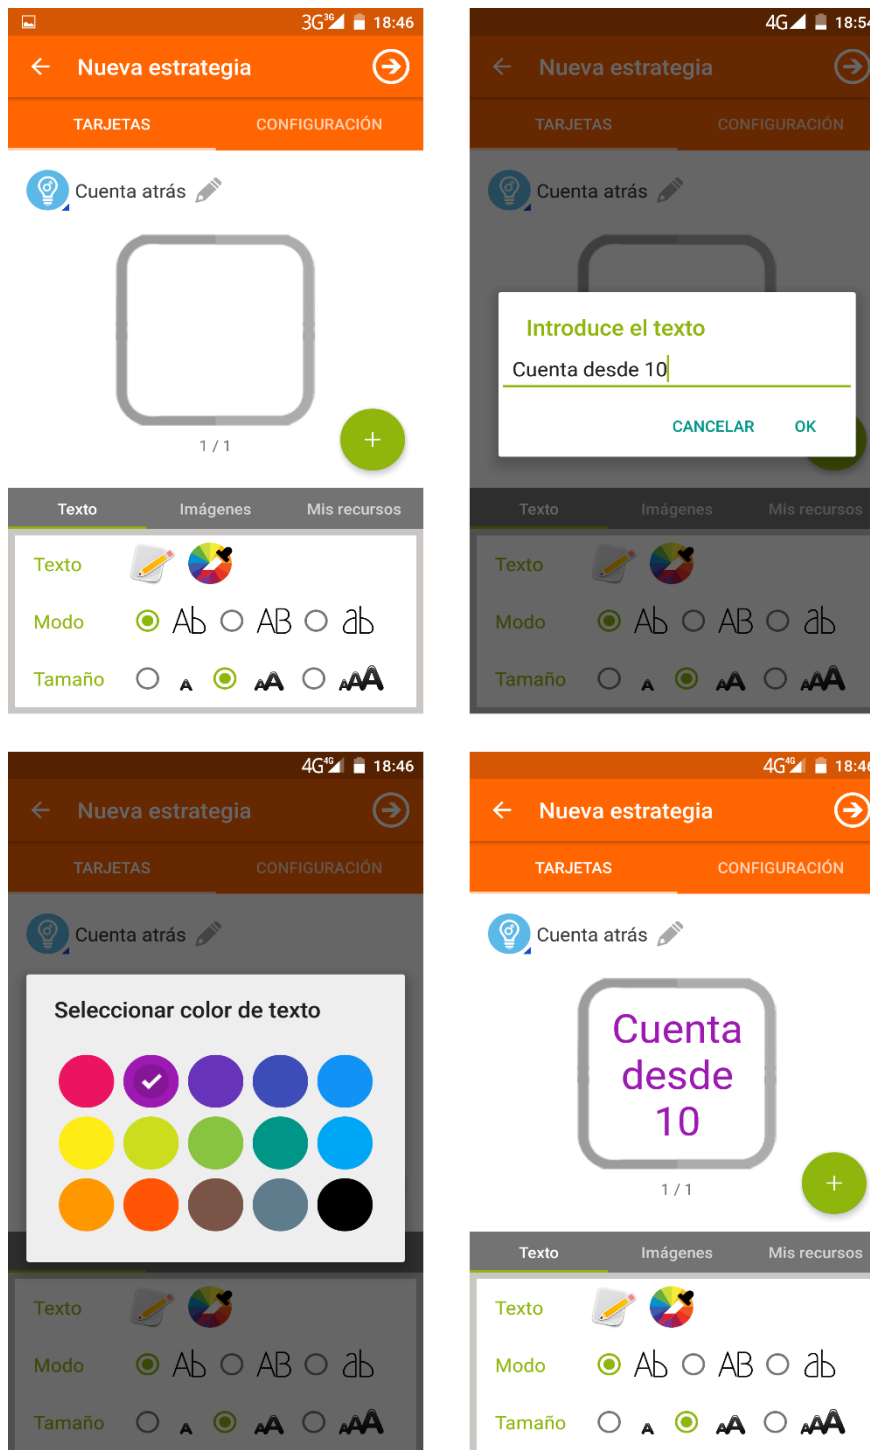 3G 3G 18:46
Nueva estrategia
TARJETAS CONFIGURACIÓN
Cuenta atrás
1 / 1
+
Texto Imágenes Mis recursos
Texto
Modo Ab AB ab
Tamaño A AA AAA
4G 18:54
Nueva estrategia
TARJETAS CONFIGURACIÓN
Cuenta atrás
Introduce el texto
Cuenta desde 10
CANCELAR OK
Texto Imágenes Mis recursos
Texto
Modo Ab AB ab
Tamaño A AA AAA
4G 4G 18:46
Nueva estrategia
TARJETAS CONFIGURACIÓN
Cuenta atrás
Seleccionar color de texto
Texto
Modo Ab AB ab
Tamaño A AA AAA
4G 4G 18:46
Nueva estrategia
TARJETAS CONFIGURACIÓN
Cuenta atrás
Cuenta
desde
10
1 / 1
+
Texto Imágenes Mis recursos
Texto
Modo Ab AB ab
Tamaño A AA AAA